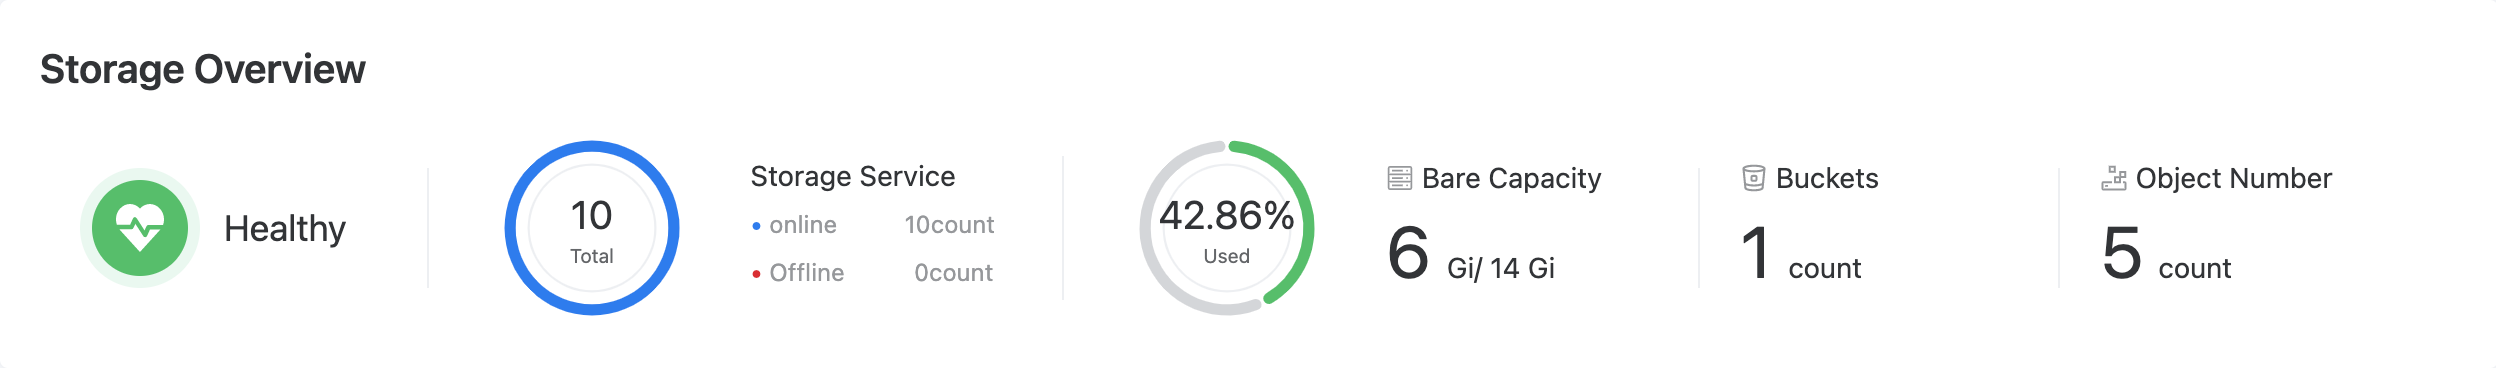 Storage Overview
Healthy
10
Total
Storage Service
online 10count
Offline 0count
42.86%
Used
Bare Capacity
6 Gi/ 14 Gi
Buckets
1 count
Object Number
5 count